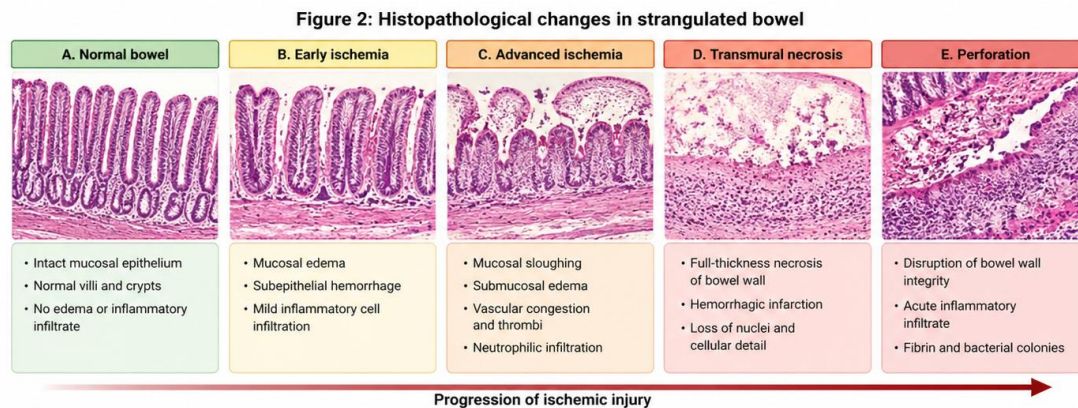 Figure 2: Histopathological changes in strangulated bowel
A. Normal bowel
B. Early ischemia
C. Advanced ischemia
D. Transmural necrosis
E. Perforation
• Intact mucosal epithelium
• Normal villi and crypts
• No edema or inflammatory
infiltrate
• Mucosal edema
• Subepithelial hemorrhage
• Mild inflammatory cell
infiltration
• Mucosal sloughing
• Submucosal edema
• Vascular congestion
and thrombi
• Neutrophilic infiltration
• Full-thickness necrosis
of bowel wall
• Hemorrhagic infarction
• Loss of nuclei and
cellular detail
• Disruption of bowel wall
integrity
• Acute inflammatory
infiltrate
• Fibrin and bacterial colonies
Progression of ischemic injury